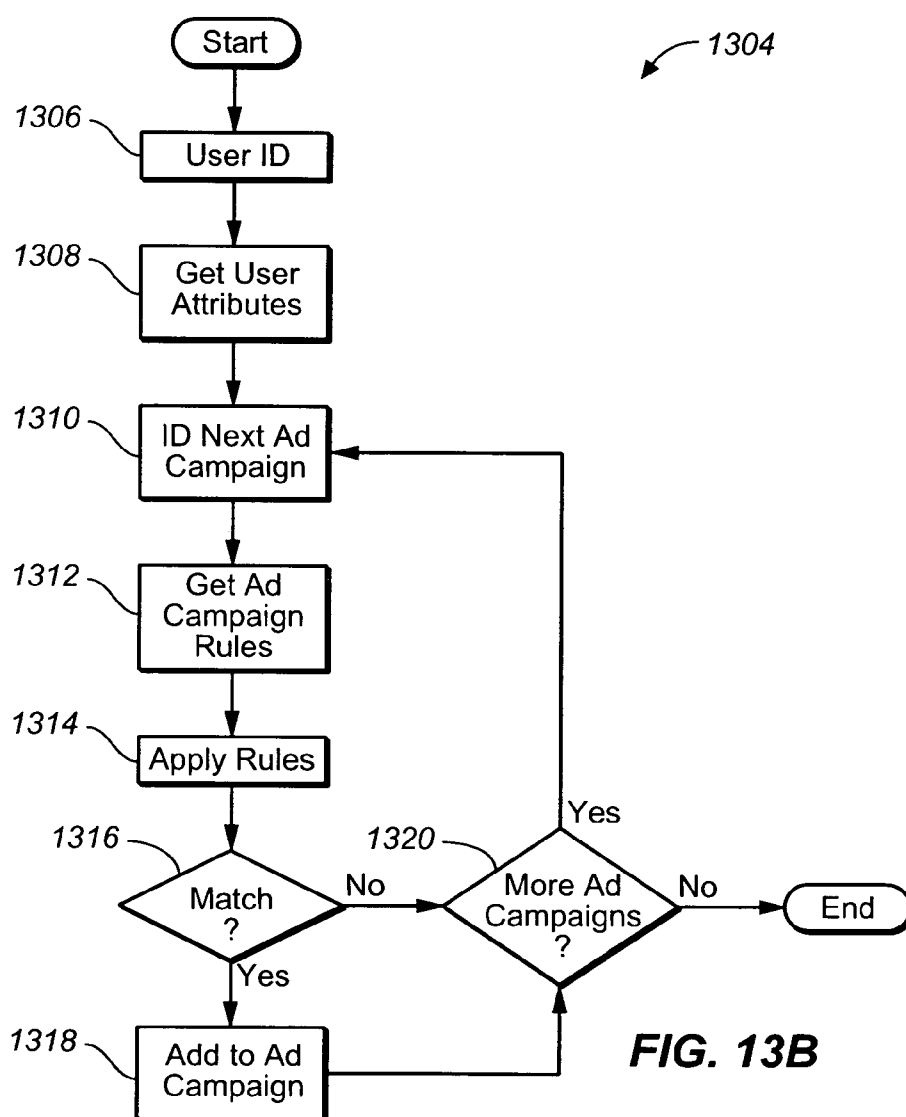 Start
1304
1306
User ID
1308
Get User
Attributes
1310
ID Next Ad
Campaign
1312
Get Ad
Campaign
Rules
1314
Apply Rules
1316
Match
?
No
Yes
1320
More Ad
Campaigns
?
Yes
No
End
1318
Add to Ad
Campaign
FIG. 13B